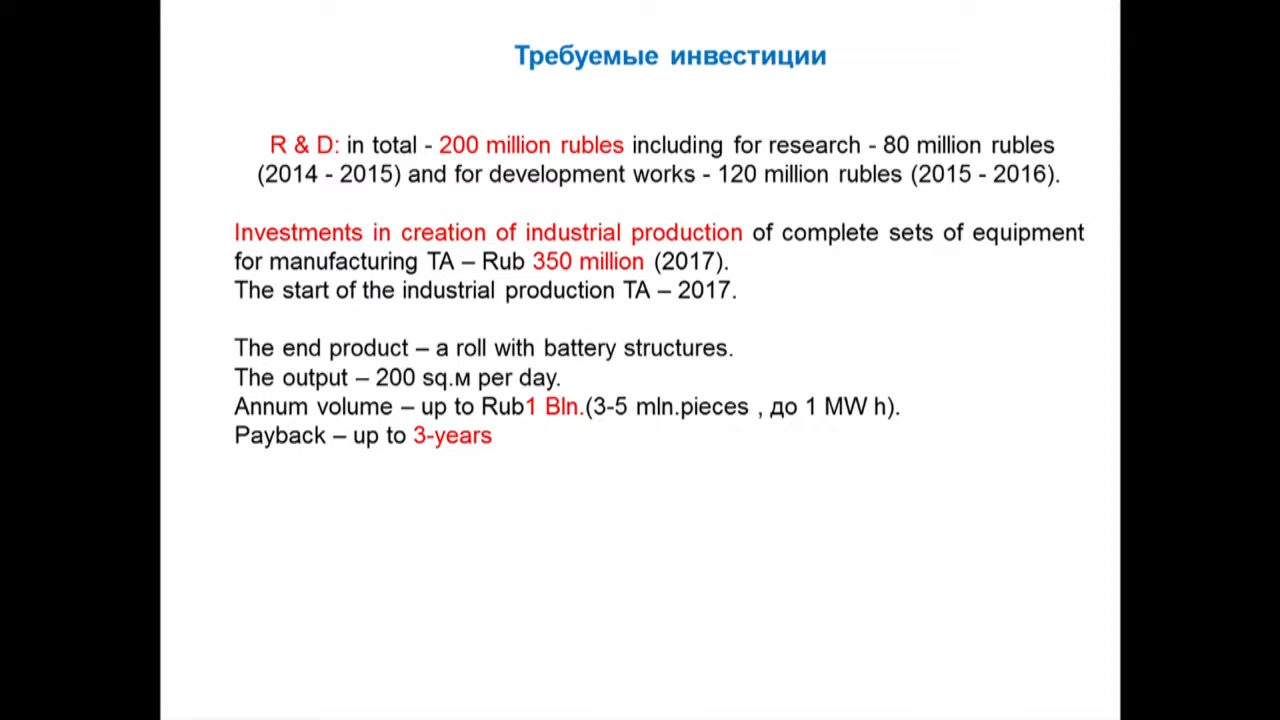 Требуемые инвестиции
R & D: in total - 200 million rubles including for research - 80 million rubles
(2014 - 2015) and for development works - 120 million rubles (2015 - 2016).
Investments in creation of industrial production of complete sets of equipment
for manufacturing TA – Rub 350 million (2017).
The start of the industrial production TA – 2017.
The end product – a roll with battery structures.
The output – 200 sq.м per day.
Annum volume – up to Rub1 Bln.(3-5 mln.pieces , до 1 MW h).
Payback – up to 3-years